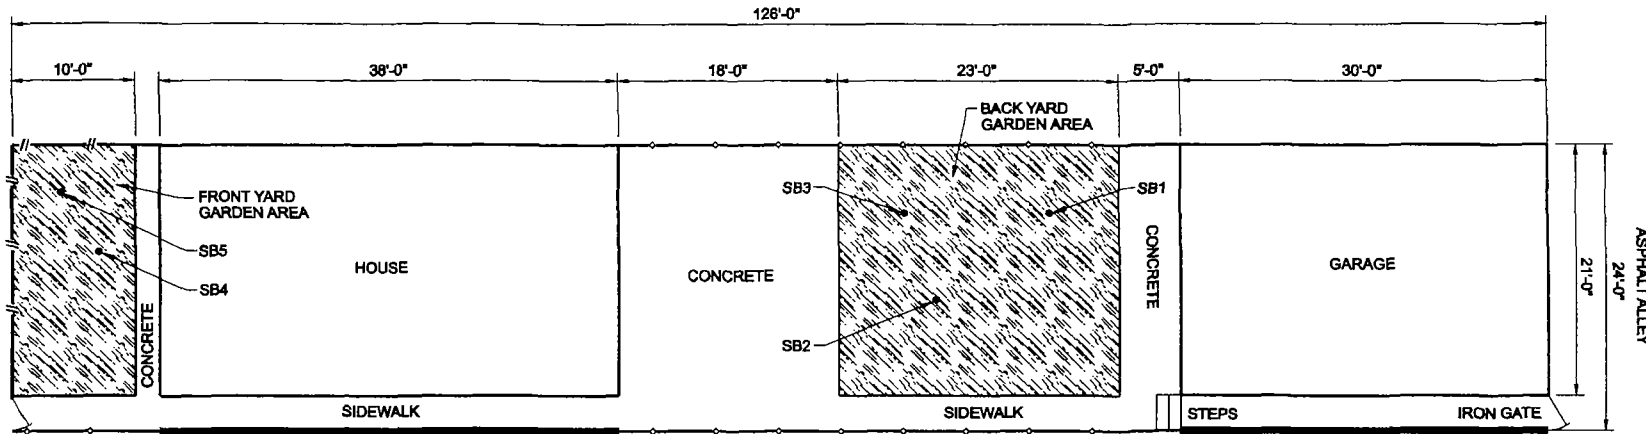 126'-0"
10'-0"
38'-0"
18'-0"
23'-0"
5'-0"
30'-0"
BACK YARD
GARDEN AREA
SB3
SB1
FRONT YARD
GARDEN AREA
SB5
SB4
HOUSE
CONCRETE
CONCRETE
SB2
CONCRETE
GARAGE
21'-0"
24'-0"
ASPHALT ALLEY
SIDEWALK
SIDEWALK
STEPS
IRON GATE